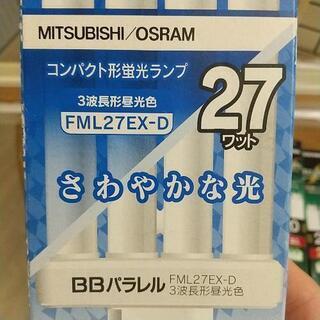 MITSUBISHI/OSRAM
コンパクト形蛍光ランプ
3波長形昼光色
FML27EX-D
27
ワット
さわやかな光
BBパラレル FML27EX-D
3波長形昼光色